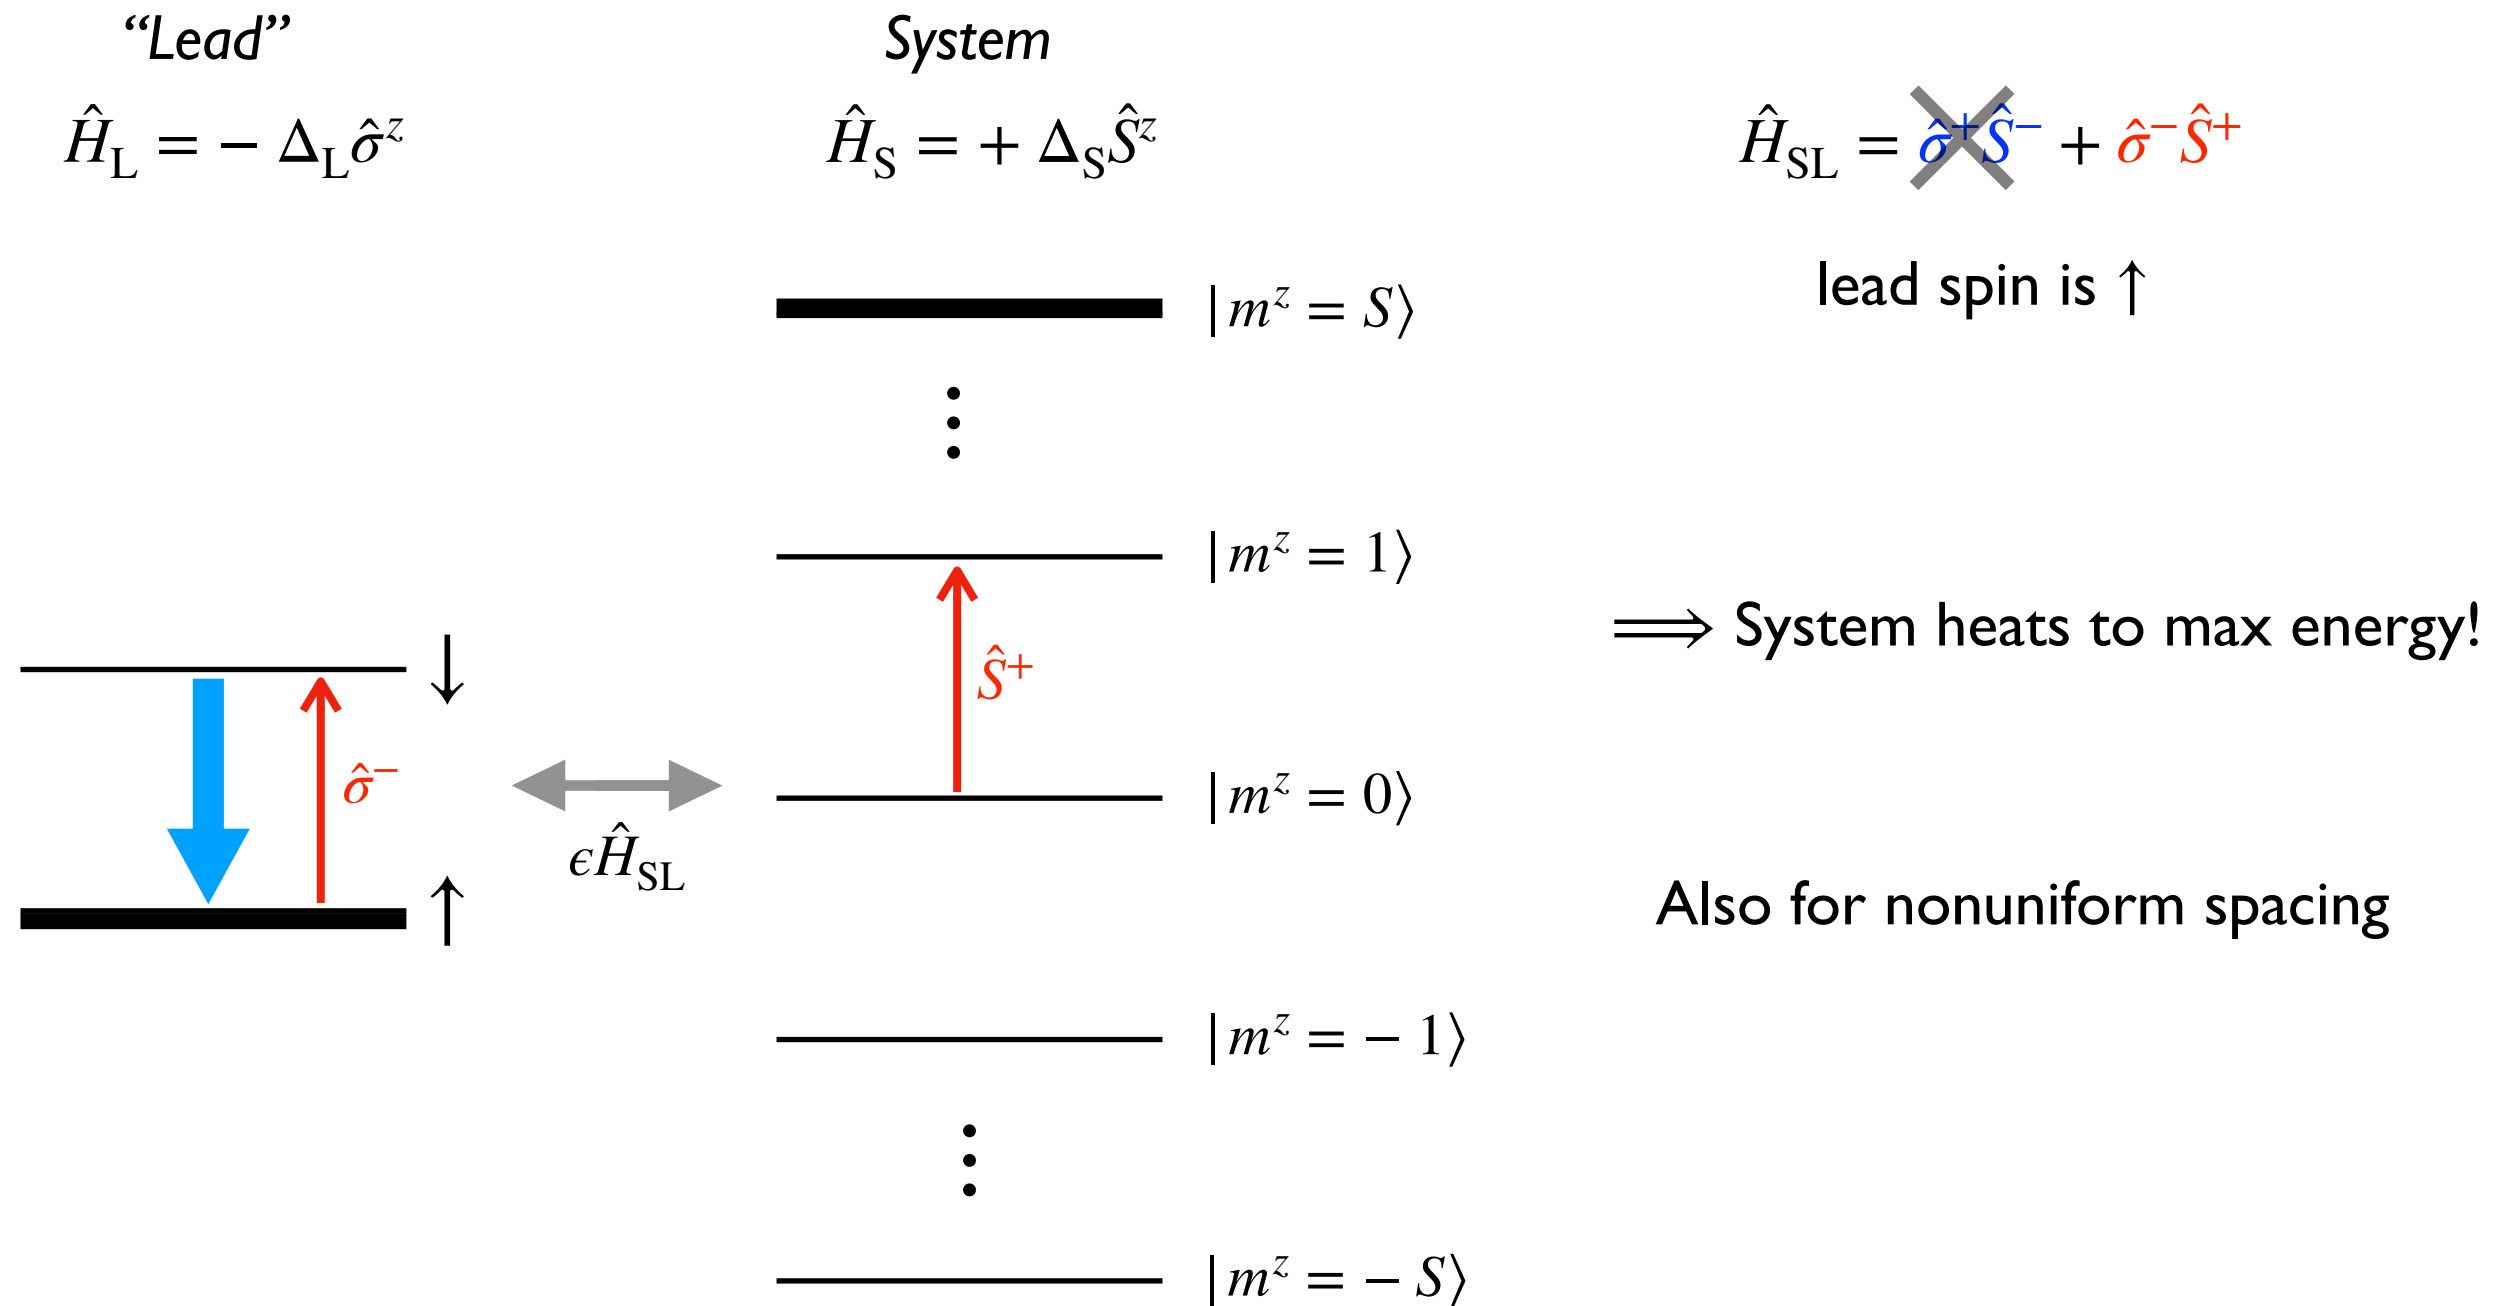 “Lead”
Ĥ_L = − Δ_L σ̂^z
System
Ĥ_S = + Δ_S Ŝ^z
Ĥ_SL = σ̂^+ Ŝ^− + σ̂^− Ŝ^+
lead spin is ↑
|m^z = S⟩
|m^z = 1⟩
⟹ System heats to max energy!
↓
Ŝ^+
σ̂^−
|m^z = 0⟩
ϵĤ_SL
↑
Also for nonuniform spacing
|m^z = − 1⟩
|m^z = − S⟩